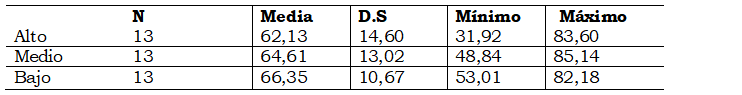 N Media D.S Mínimo Máximo
Alto 13 62,13 14,60 31,92 83,60
Medio 13 64,61 13,02 48,84 85,14
Bajo 13 66,35 10,67 53,01 82,18